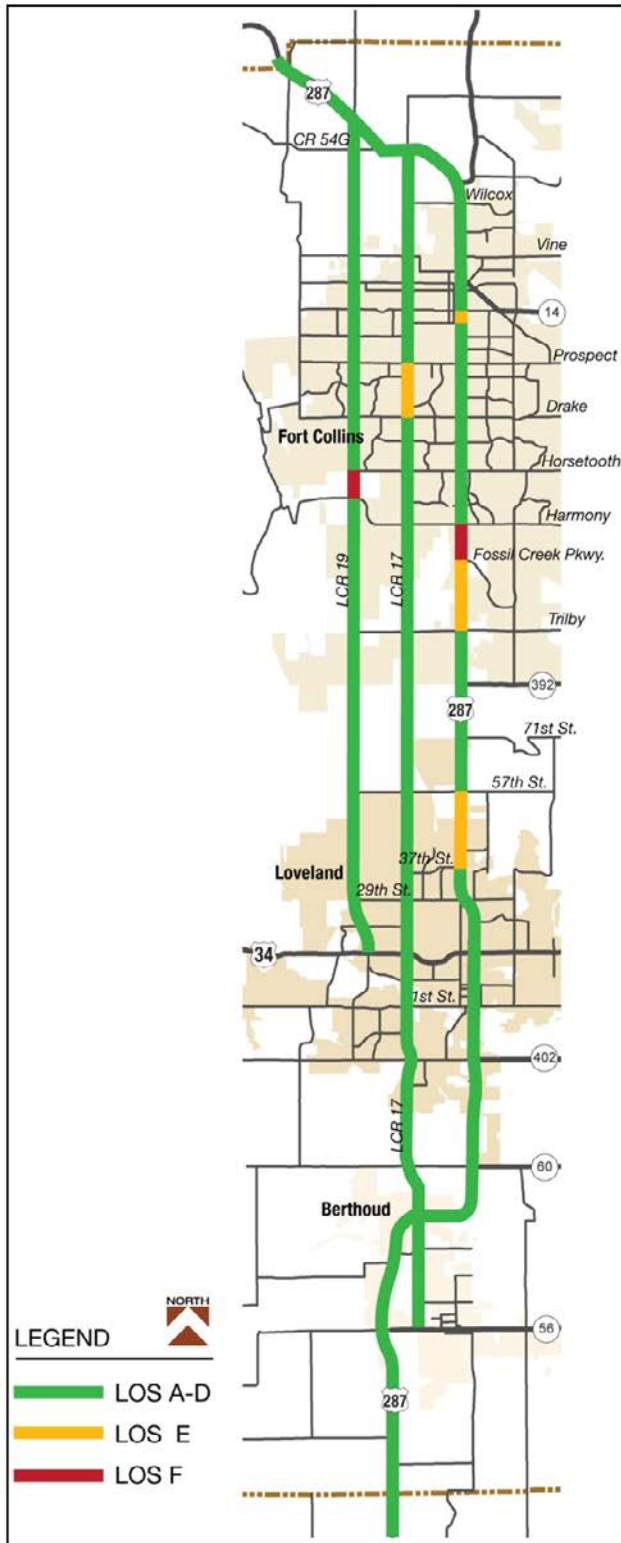 287
CR 54G
Wilcox
Vine
14
Prospect
Drake
Fort Collins
Horsetooth
Harmony
LCR 19
LCR 17
Fossil Creek Pkwy.
Trilby
392
287
71st St.
57th St.
37th St.
Loveland
29th St.
34
1st St.
402
LCR 17
60
Berthoud
NORTH
56
LEGEND
LOS A-D
287
LOS E
LOS F